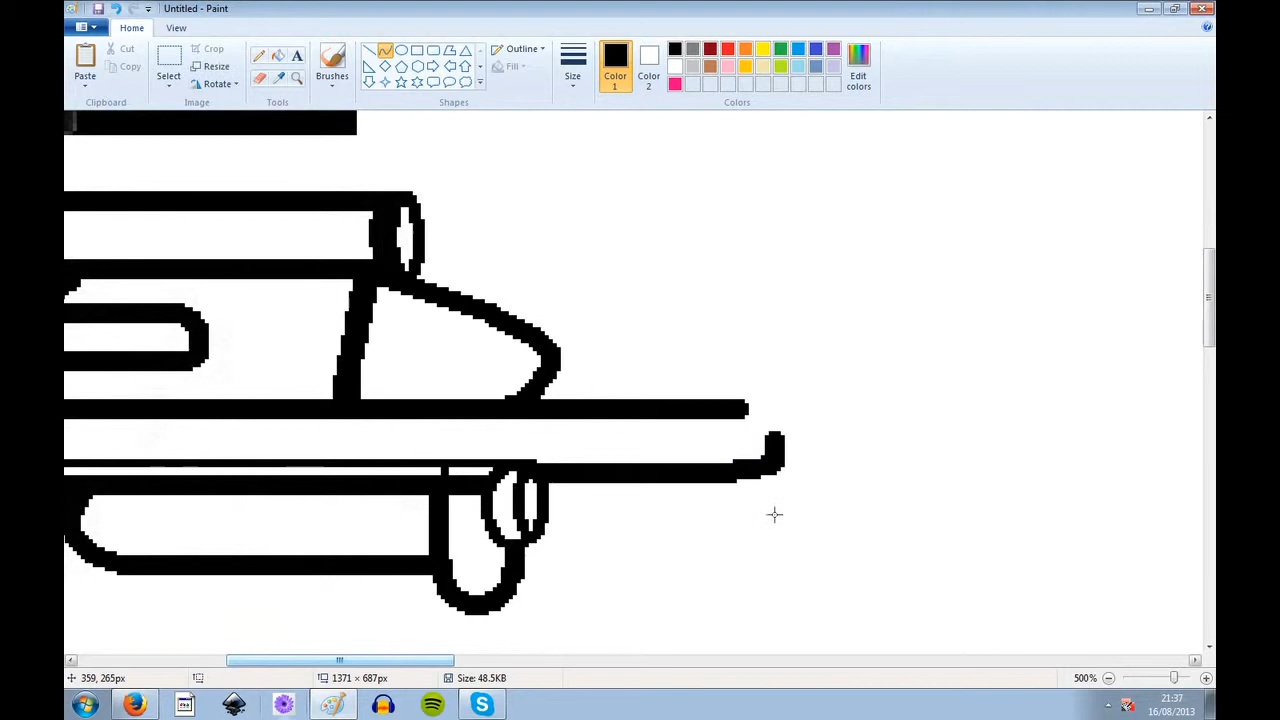 Untitled - Paint
Home View
Paste
Cut
Copy
Clipboard
Select
Crop
Resize
Rotate
Image
A
Tools
Brushes
Outline
Fill
Shapes
Size
Color 1
Color 2
Edit colors
Colors
359, 265px
1371 × 687px
Size: 48.5KB
500%
21:37
16/08/2013